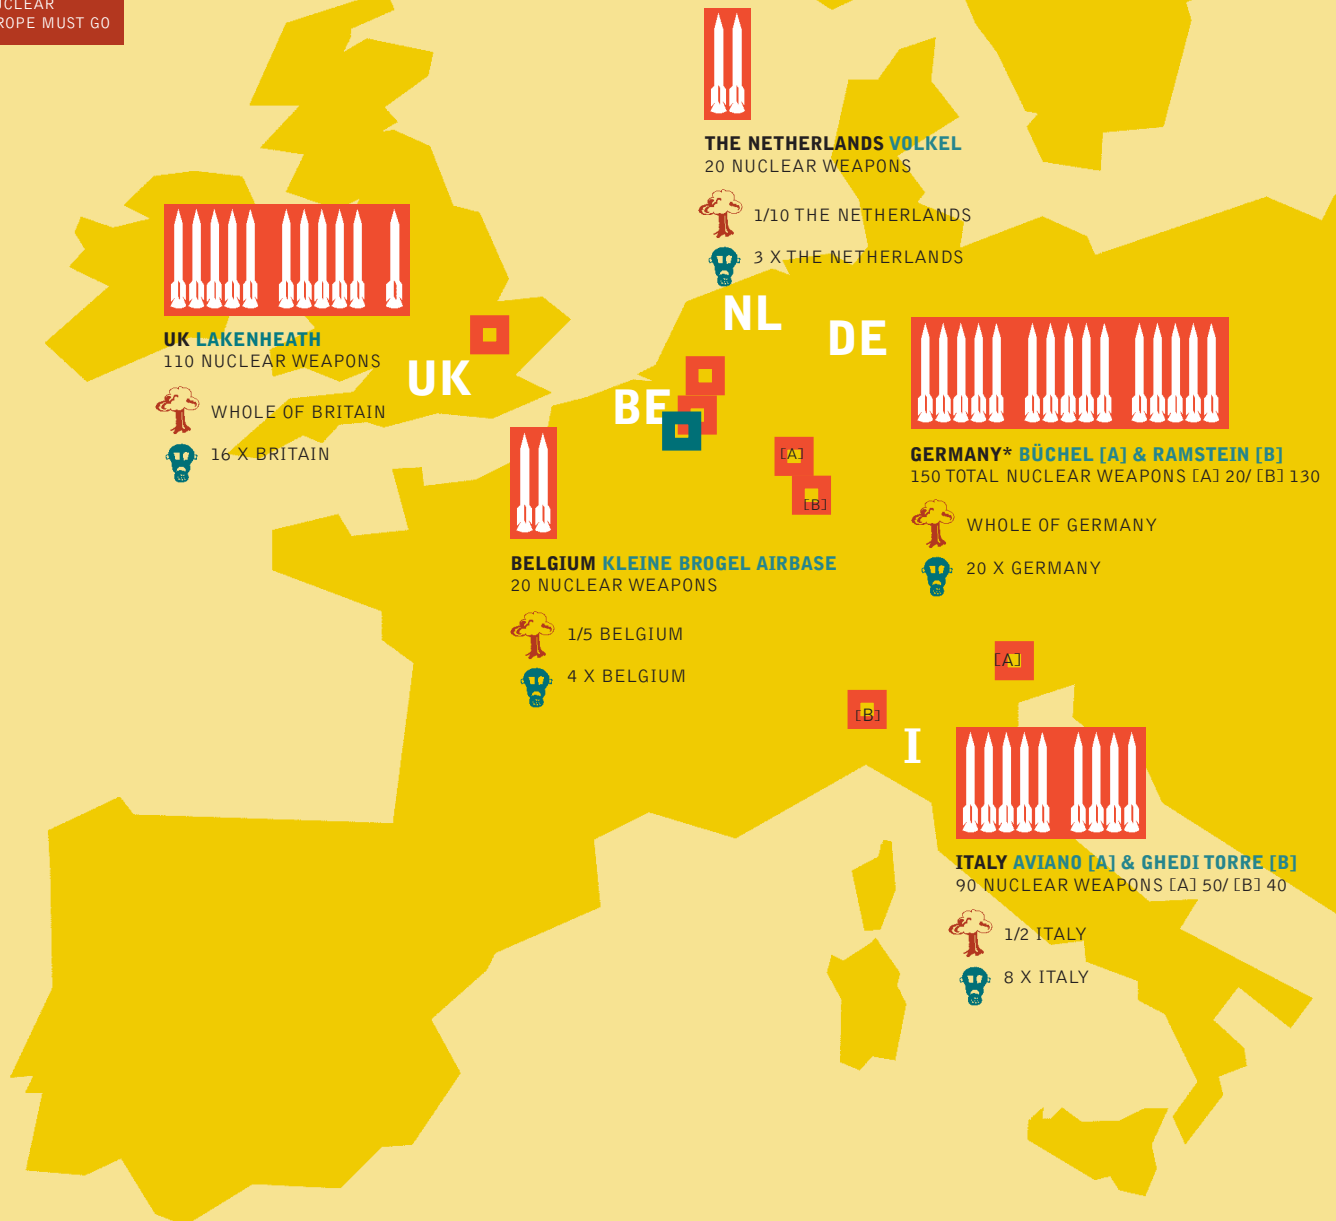 MUST GO
THE NETHERLANDS VOLKEL
20 NUCLEAR WEAPONS
1/10 THE NETHERLANDS
3 X THE NETHERLANDS
UK LAKENHEATH
110 NUCLEAR WEAPONS
WHOLE OF BRITAIN
16 X BRITAIN
UK
NL
DE
BE
[A]
[B]
GERMANY* BÜCHEL [A] & RAMSTEIN [B]
150 TOTAL NUCLEAR WEAPONS [A] 20/ [B] 130
WHOLE OF GERMANY
20 X GERMANY
BELGIUM KLEINE BROGEL AIRBASE
20 NUCLEAR WEAPONS
1/5 BELGIUM
4 X BELGIUM
[A]
[B]
I
ITALY AVIANO [A] & GHEDI TORRE [B]
90 NUCLEAR WEAPONS [A] 50/ [B] 40
1/2 ITALY
8 X ITALY